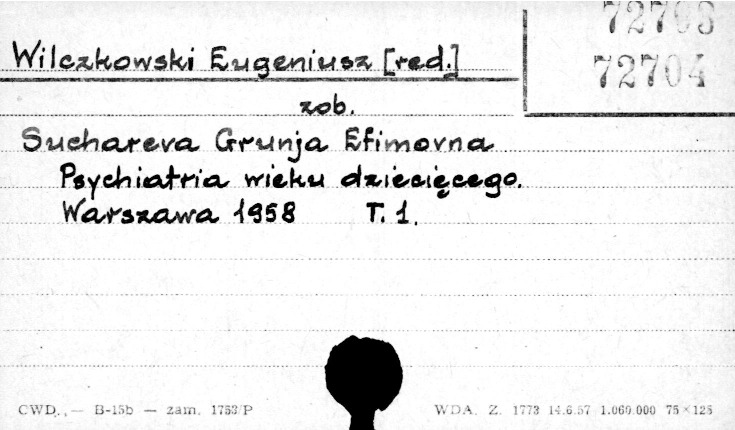 72703
72704
Wilczkowski Eugeniusz [red.]
zob.
Suchareva Grunja Efimovna
Psychiatria wieku dziecięcego.
Warszawa 1958 T. 1.
CWD., — B-15b — zam. 1753/P
WDA. Z. 1773 14.6.57 1.060.000 75×125